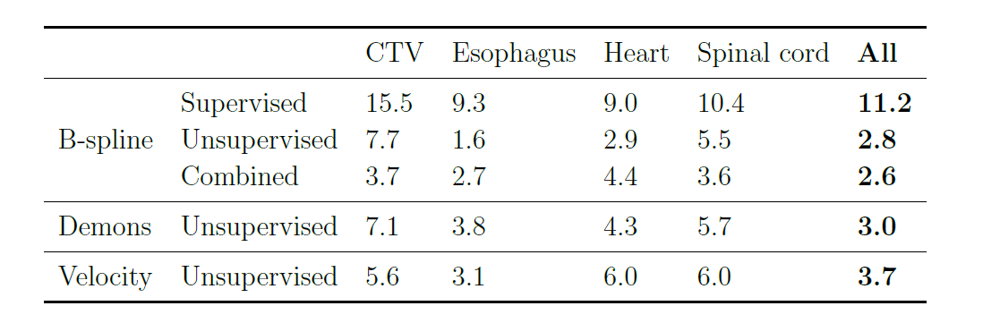 CTV Esophagus Heart Spinal cord All
Supervised 15.5 9.3 9.0 10.4 11.2
B-spline Unsupervised 7.7 1.6 2.9 5.5 2.8
Combined 3.7 2.7 4.4 3.6 2.6
Demons Unsupervised 7.1 3.8 4.3 5.7 3.0
Velocity Unsupervised 5.6 3.1 6.0 6.0 3.7